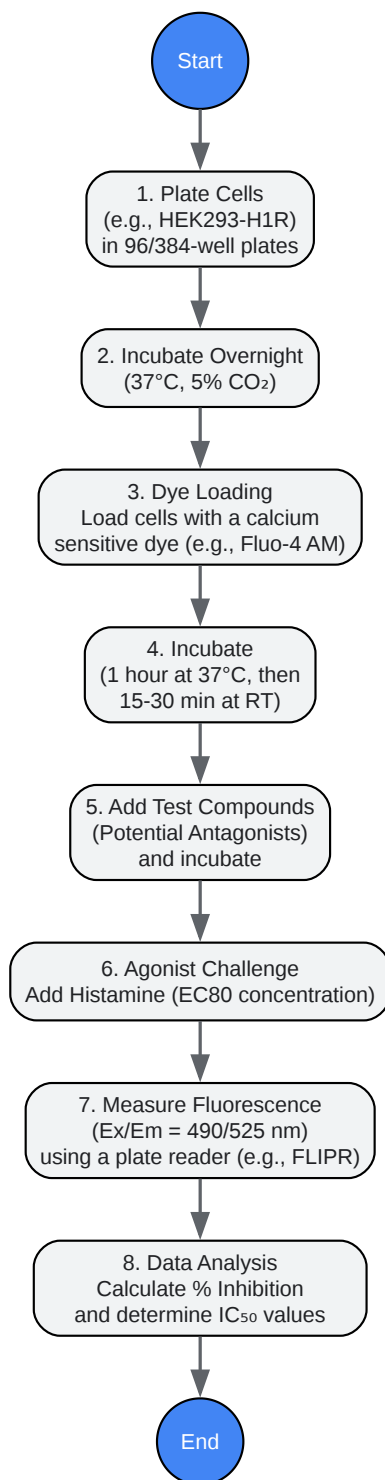 Start
1. Plate Cells
(e.g., HEK293-H1R)
in 96/384-well plates
2. Incubate Overnight
(37°C, 5% CO₂)
3. Dye Loading
Load cells with a calcium
sensitive dye (e.g., Fluo-4 AM)
4. Incubate
(1 hour at 37°C, then
15-30 min at RT)
5. Add Test Compounds
(Potential Antagonists)
and incubate
6. Agonist Challenge
Add Histamine (EC80 concentration)
7. Measure Fluorescence
(Ex/Em = 490/525 nm)
using a plate reader (e.g., FLIPR)
8. Data Analysis
Calculate % Inhibition
and determine IC₅₀ values
End